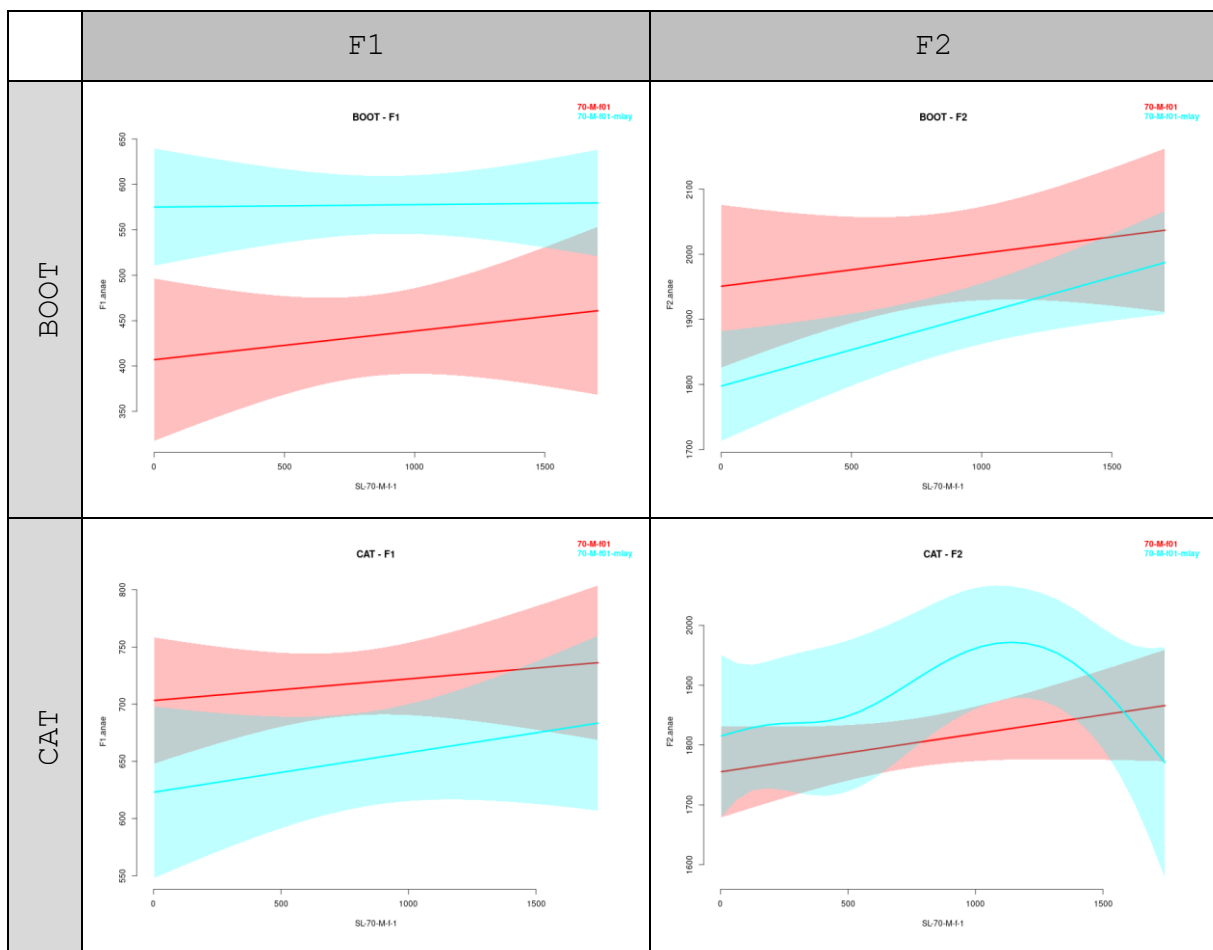 F1
F2
BOOT
BOOT - F1
70-M-f01
70-M-f01-mlay
F1.anae
650
600
550
500
450
400
350
0
500
1000
1500
SL-70-M-f-1
BOOT - F2
70-M-f01
70-M-f01-mlay
F2.anae
2100
2000
1900
1800
1700
0
500
1000
1500
SL-70-M-f-1
CAT
CAT - F1
70-M-f01
70-M-f01-mlay
F1.anae
800
750
700
650
600
550
0
500
1000
1500
SL-70-M-f-1
CAT - F2
70-M-f01
70-M-f01-mlay
F2.anae
2000
1900
1800
1700
1600
0
500
1000
1500
SL-70-M-f-1